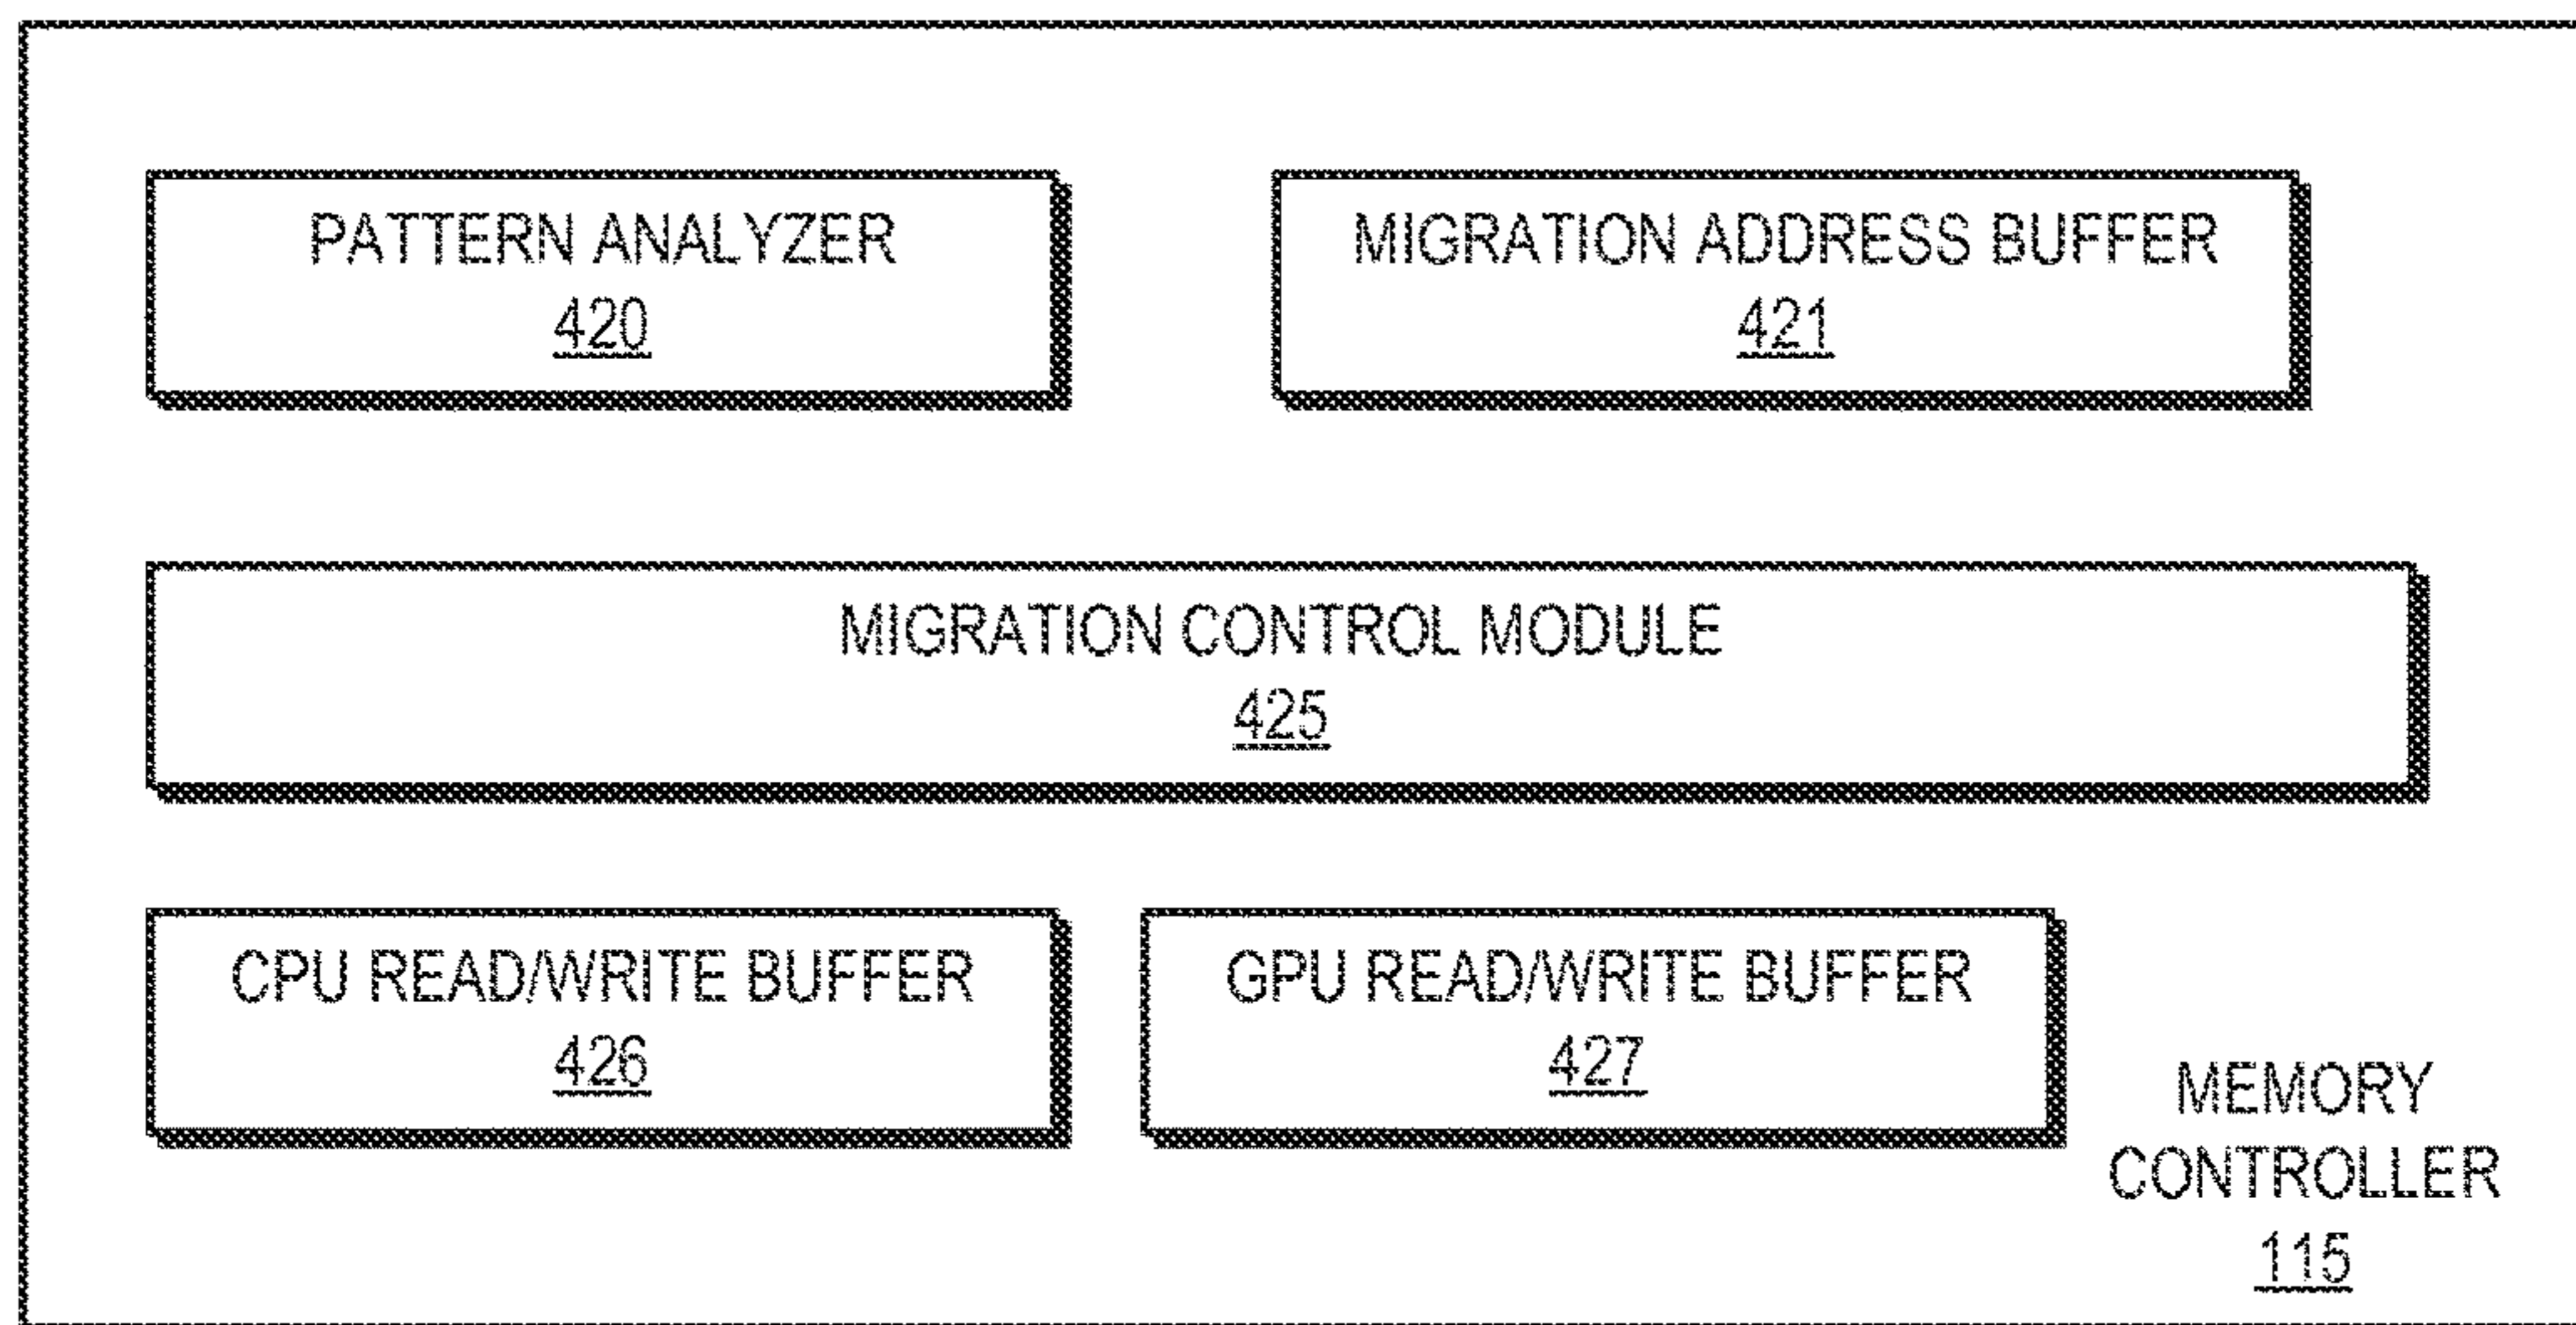 PATTERN ANALYZER
420
MIGRATION ADDRESS BUFFER
421
MIGRATION CONTROL MODULE
425
CPU READ/WRITE BUFFER
426
GPU READ/WRITE BUFFER
427
MEMORY
CONTROLLER
115